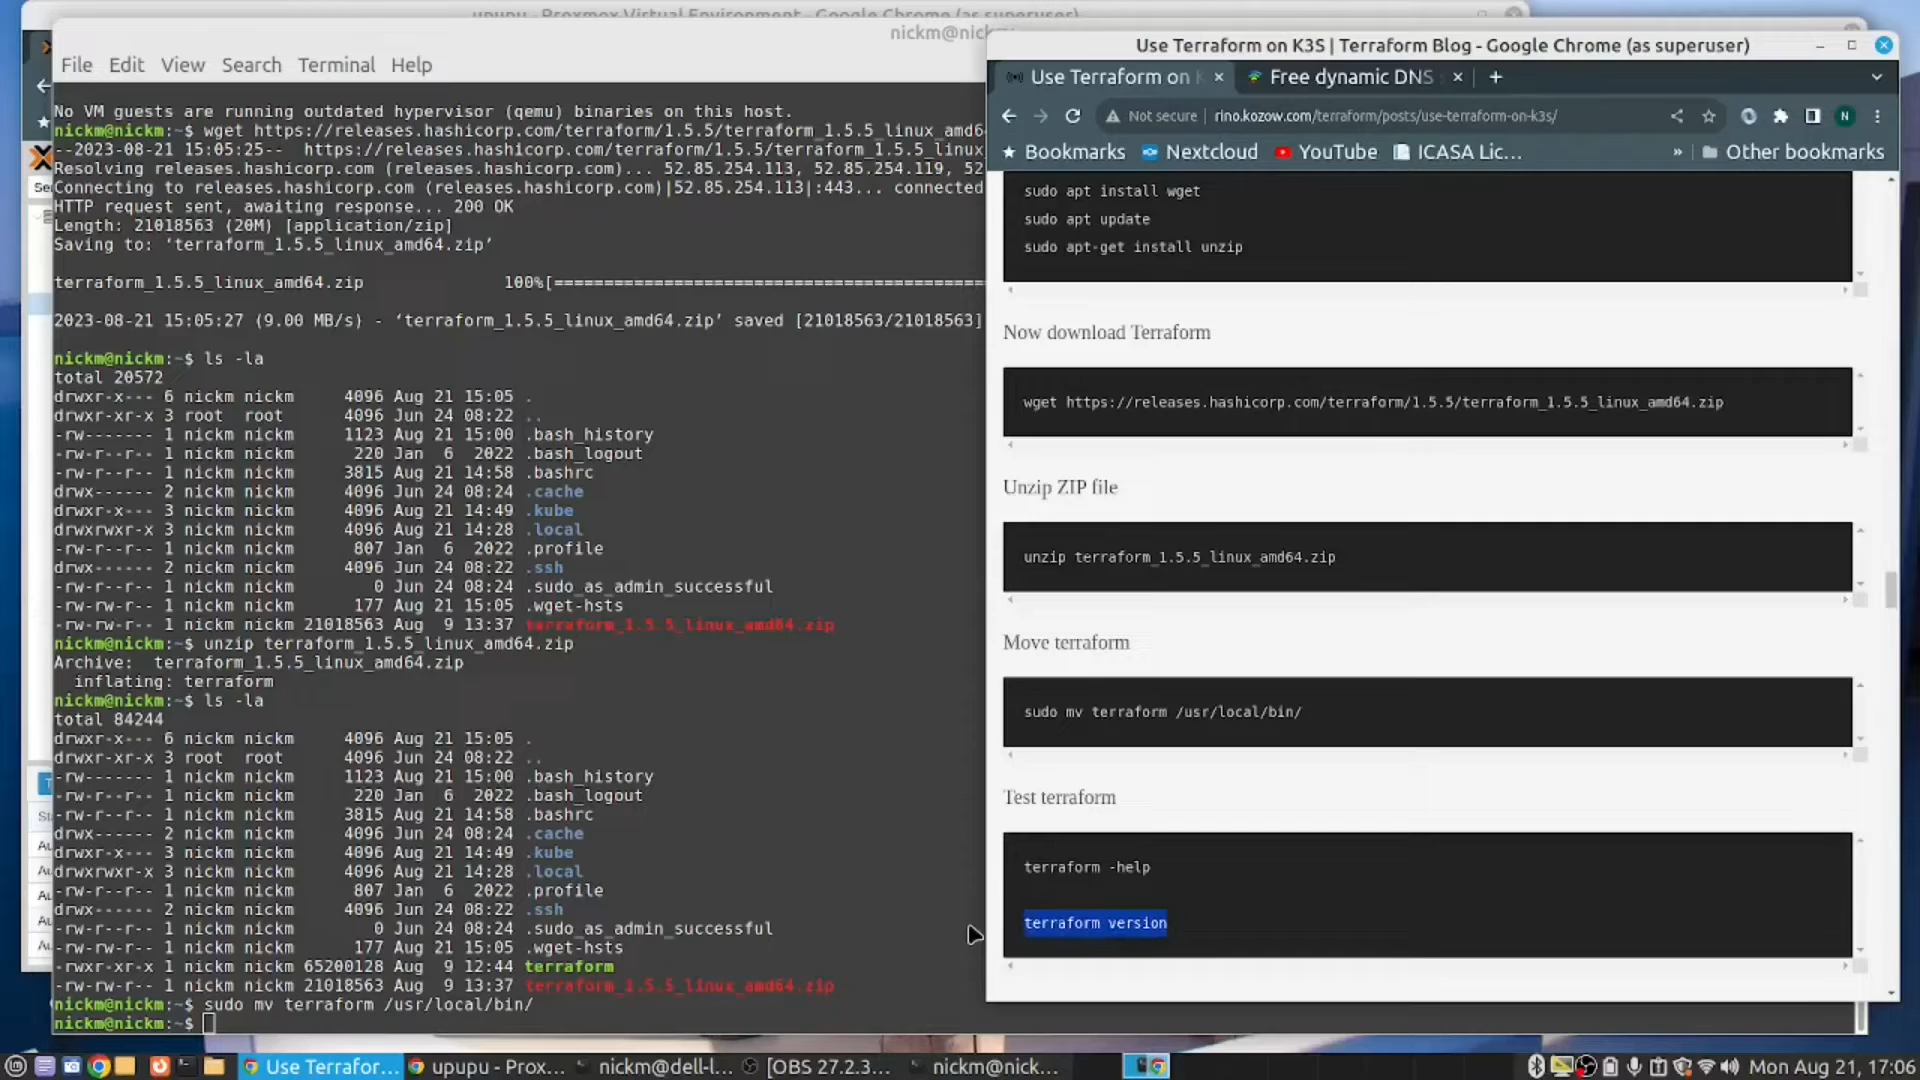 upupu - Proxmox Virtual Environment - Google Chrome (as superuser)
nickm@nick
File Edit View Search Terminal Help
No VM guests are running outdated hypervisor (qemu) binaries on this host.
nickm@nickm:~$ wget https://releases.hashicorp.com/terraform/1.5.5/terraform_1.5.5_linux_amd6
--2023-08-21 15:05:25-- https://releases.hashicorp.com/terraform/1.5.5/terraform_1.5.5_linux
Resolving releases.hashicorp.com (releases.hashicorp.com)... 52.85.254.113, 52.85.254.119, 52
Connecting to releases.hashicorp.com (releases.hashicorp.com)|52.85.254.113|:443... connected
HTTP request sent, awaiting response... 200 OK
Length: 21018563 (20M) [application/zip]
Saving to: ‘terraform_1.5.5_linux_amd64.zip’
terraform_1.5.5_linux_amd64.zip 100%[==========================================
2023-08-21 15:05:27 (9.00 MB/s) - ‘terraform_1.5.5_linux_amd64.zip’ saved [21018563/21018563]
nickm@nickm:~$ ls -la
total 20572
drwxr-x--- 6 nickm nickm 4096 Aug 21 15:05 .
drwxr-xr-x 3 root root 4096 Jun 24 08:22 ..
-rw------- 1 nickm nickm 1123 Aug 21 15:00 .bash_history
-rw-r--r-- 1 nickm nickm 220 Jan 6 2022 .bash_logout
-rw-r--r-- 1 nickm nickm 3815 Aug 21 14:58 .bashrc
drwx------ 2 nickm nickm 4096 Jun 24 08:24 .cache
drwxr-x--- 3 nickm nickm 4096 Aug 21 14:49 .kube
drwxrwxr-x 3 nickm nickm 4096 Aug 21 14:28 .local
-rw-r--r-- 1 nickm nickm 807 Jan 6 2022 .profile
drwx------ 2 nickm nickm 4096 Jun 24 08:22 .ssh
-rw-r--r-- 1 nickm nickm 0 Jun 24 08:24 .sudo_as_admin_successful
-rw-rw-r-- 1 nickm nickm 177 Aug 21 15:05 .wget-hsts
-rw-rw-r-- 1 nickm nickm 21018563 Aug 9 13:37 terraform_1.5.5_linux_amd64.zip
nickm@nickm:~$ unzip terraform_1.5.5_linux_amd64.zip
Archive: terraform_1.5.5_linux_amd64.zip
inflating: terraform
nickm@nickm:~$ ls -la
total 84244
drwxr-x--- 6 nickm nickm 4096 Aug 21 15:05 .
drwxr-xr-x 3 root root 4096 Jun 24 08:22 ..
-rw------- 1 nickm nickm 1123 Aug 21 15:00 .bash_history
-rw-r--r-- 1 nickm nickm 220 Jan 6 2022 .bash_logout
-rw-r--r-- 1 nickm nickm 3815 Aug 21 14:58 .bashrc
drwx------ 2 nickm nickm 4096 Jun 24 08:24 .cache
drwxr-x--- 3 nickm nickm 4096 Aug 21 14:49 .kube
drwxrwxr-x 3 nickm nickm 4096 Aug 21 14:28 .local
-rw-r--r-- 1 nickm nickm 807 Jan 6 2022 .profile
drwx------ 2 nickm nickm 4096 Jun 24 08:22 .ssh
-rw-r--r-- 1 nickm nickm 0 Jun 24 08:24 .sudo_as_admin_successful
-rw-rw-r-- 1 nickm nickm 177 Aug 21 15:05 .wget-hsts
-rwxr-xr-x 1 nickm nickm 65200128 Aug 9 12:44 terraform
-rw-rw-r-- 1 nickm nickm 21018563 Aug 9 13:37 terraform_1.5.5_linux_amd64.zip
nickm@nickm:~$ sudo mv terraform /usr/local/bin/
nickm@nickm:~$
Use Terraform on K3S | Terraform Blog - Google Chrome (as superuser)
Use Terraform on K
Free dynamic DNS
Not secure rino.kozow.com/terraform/posts/use-terraform-on-k3s/
N
Bookmarks Nextcloud YouTube ICASA Lic... » Other bookmarks
sudo apt install wget
sudo apt update
sudo apt-get install unzip
Now download Terraform
wget https://releases.hashicorp.com/terraform/1.5.5/terraform_1.5.5_linux_amd64.zip
Unzip ZIP file
unzip terraform_1.5.5_linux_amd64.zip
Move terraform
sudo mv terraform /usr/local/bin/
Test terraform
terraform -help
terraform version
Use Terrafor...
upupu - Prox...
nickm@dell-l...
[OBS 27.2.3...
nickm@nick...
Mon Aug 21, 17:06